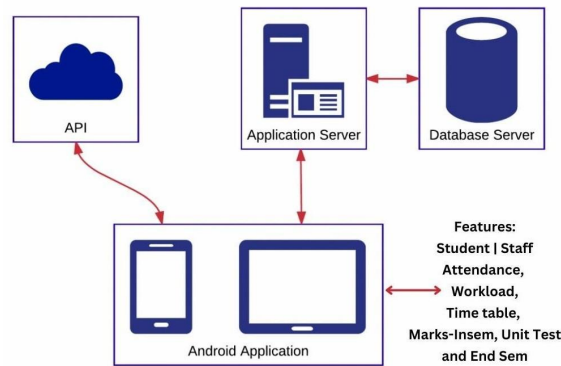 API
Application Server
Database Server
Features:
Student | Staff
Attendance,
Workload,
Time table,
Marks-Insem, Unit Test
and End Sem
Android Application